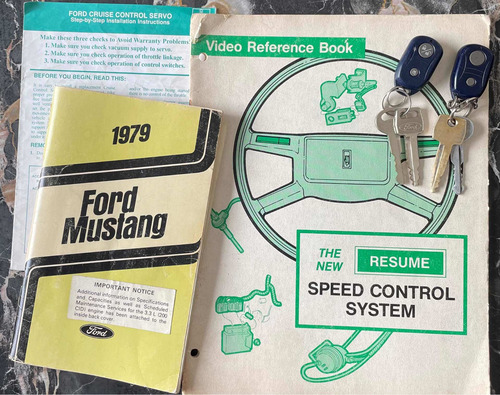 FORD CRUISE CONTROL SERVO
Step-by-Step Installation Instructions
Make these three checks to Avoid Warranty Problems
1. Make sure you check vacuum supply to servo.
2. Make sure you check operation of throttle linkage.
3. Make sure you check operation of control switches.
BEFORE YOU BEGIN, READ THIS:
Video Reference Book
1979
Ford
Mustang
IMPORTANT NOTICE
Additional information on Specifications
and, Capacities as well as Scheduled
Maintenance Services for the 3.3 L (200
CID) engine has been attached to the
inside back cover.
Ford
THE
NEW
RESUME
SPEED CONTROL
SYSTEM